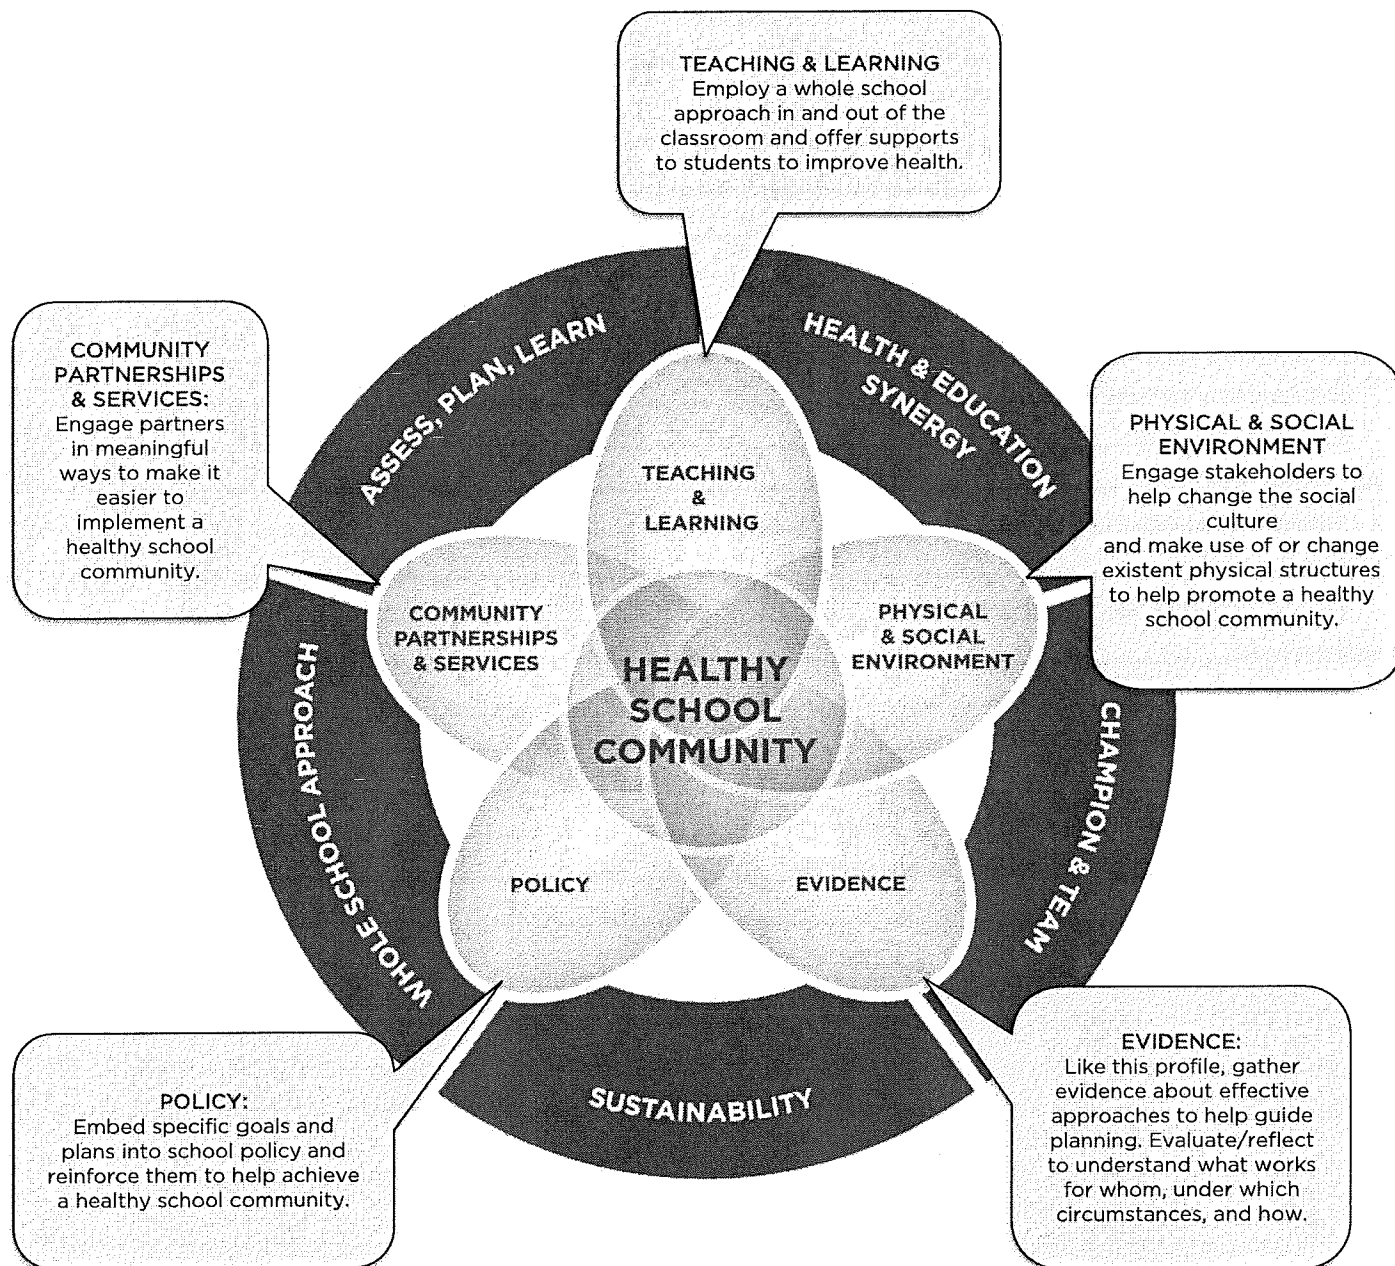 TEACHING & LEARNING
Employ a whole school
approach in and out of the
classroom and offer supports
to students to improve health.
COMMUNITY
PARTNERSHIPS
& SERVICES:
Engage partners
in meaningful
ways to make it
easier to
implement a
healthy school
community.
ASSESS, PLAN, LEARN
HEALTH & EDUCATION
SYNERGY
PHYSICAL & SOCIAL
ENVIRONMENT
Engage stakeholders to
help change the social
culture
and make use of or change
existent physical structures
to help promote a healthy
school community.
TEACHING
&
LEARNING
COMMUNITY
PARTNERSHIPS
& SERVICES
PHYSICAL
& SOCIAL
ENVIRONMENT
HEALTHY
SCHOOL
COMMUNITY
WHOLE SCHOOL APPROACH
CHAMPION & TEAM
POLICY
EVIDENCE
SUSTAINABILITY
POLICY:
Embed specific goals and
plans into school policy and
reinforce them to help achieve
a healthy school community.
EVIDENCE:
Like this profile, gather
evidence about effective
approaches to help guide
planning. Evaluate/reflect
to understand what works
for whom, under which
circumstances, and how.